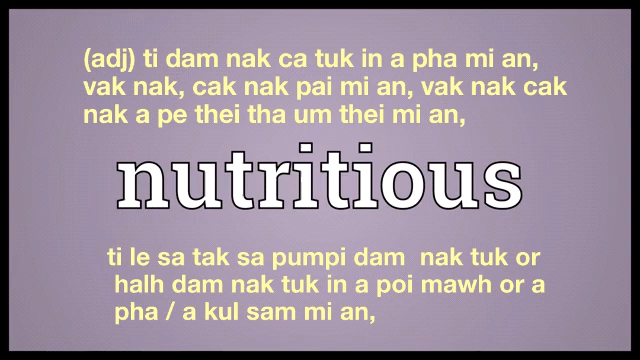 (adj) ti dam nak ca tuk in a pha mi an,
vak nak, cak nak pai mi an, vak nak cak
nak a pe thei tha um thei mi an,
nutritious
ti le sa tak sa pumpi dam nak tuk or
halh dam nak tuk in a poi mawh or a
pha / a kul sam mi an,